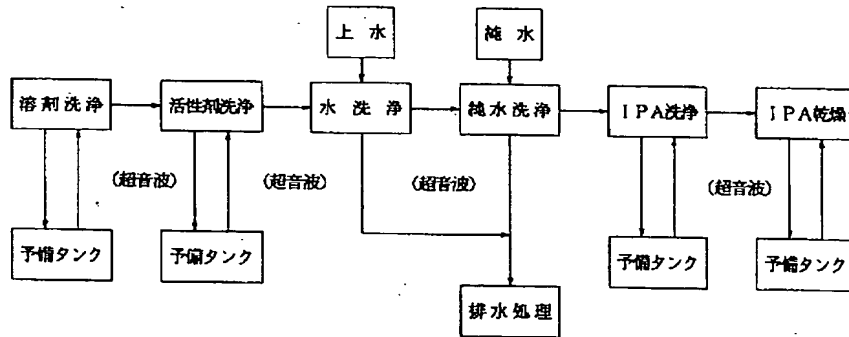 上水
純水
溶剤洗浄
活性剤洗浄
水洗浄
純水洗浄
IPA洗浄
IPA乾燥
(超音波)
(超音波)
(超音波)
(超音波)
予備タンク
予備タンク
予備タンク
予備タンク
排水処理